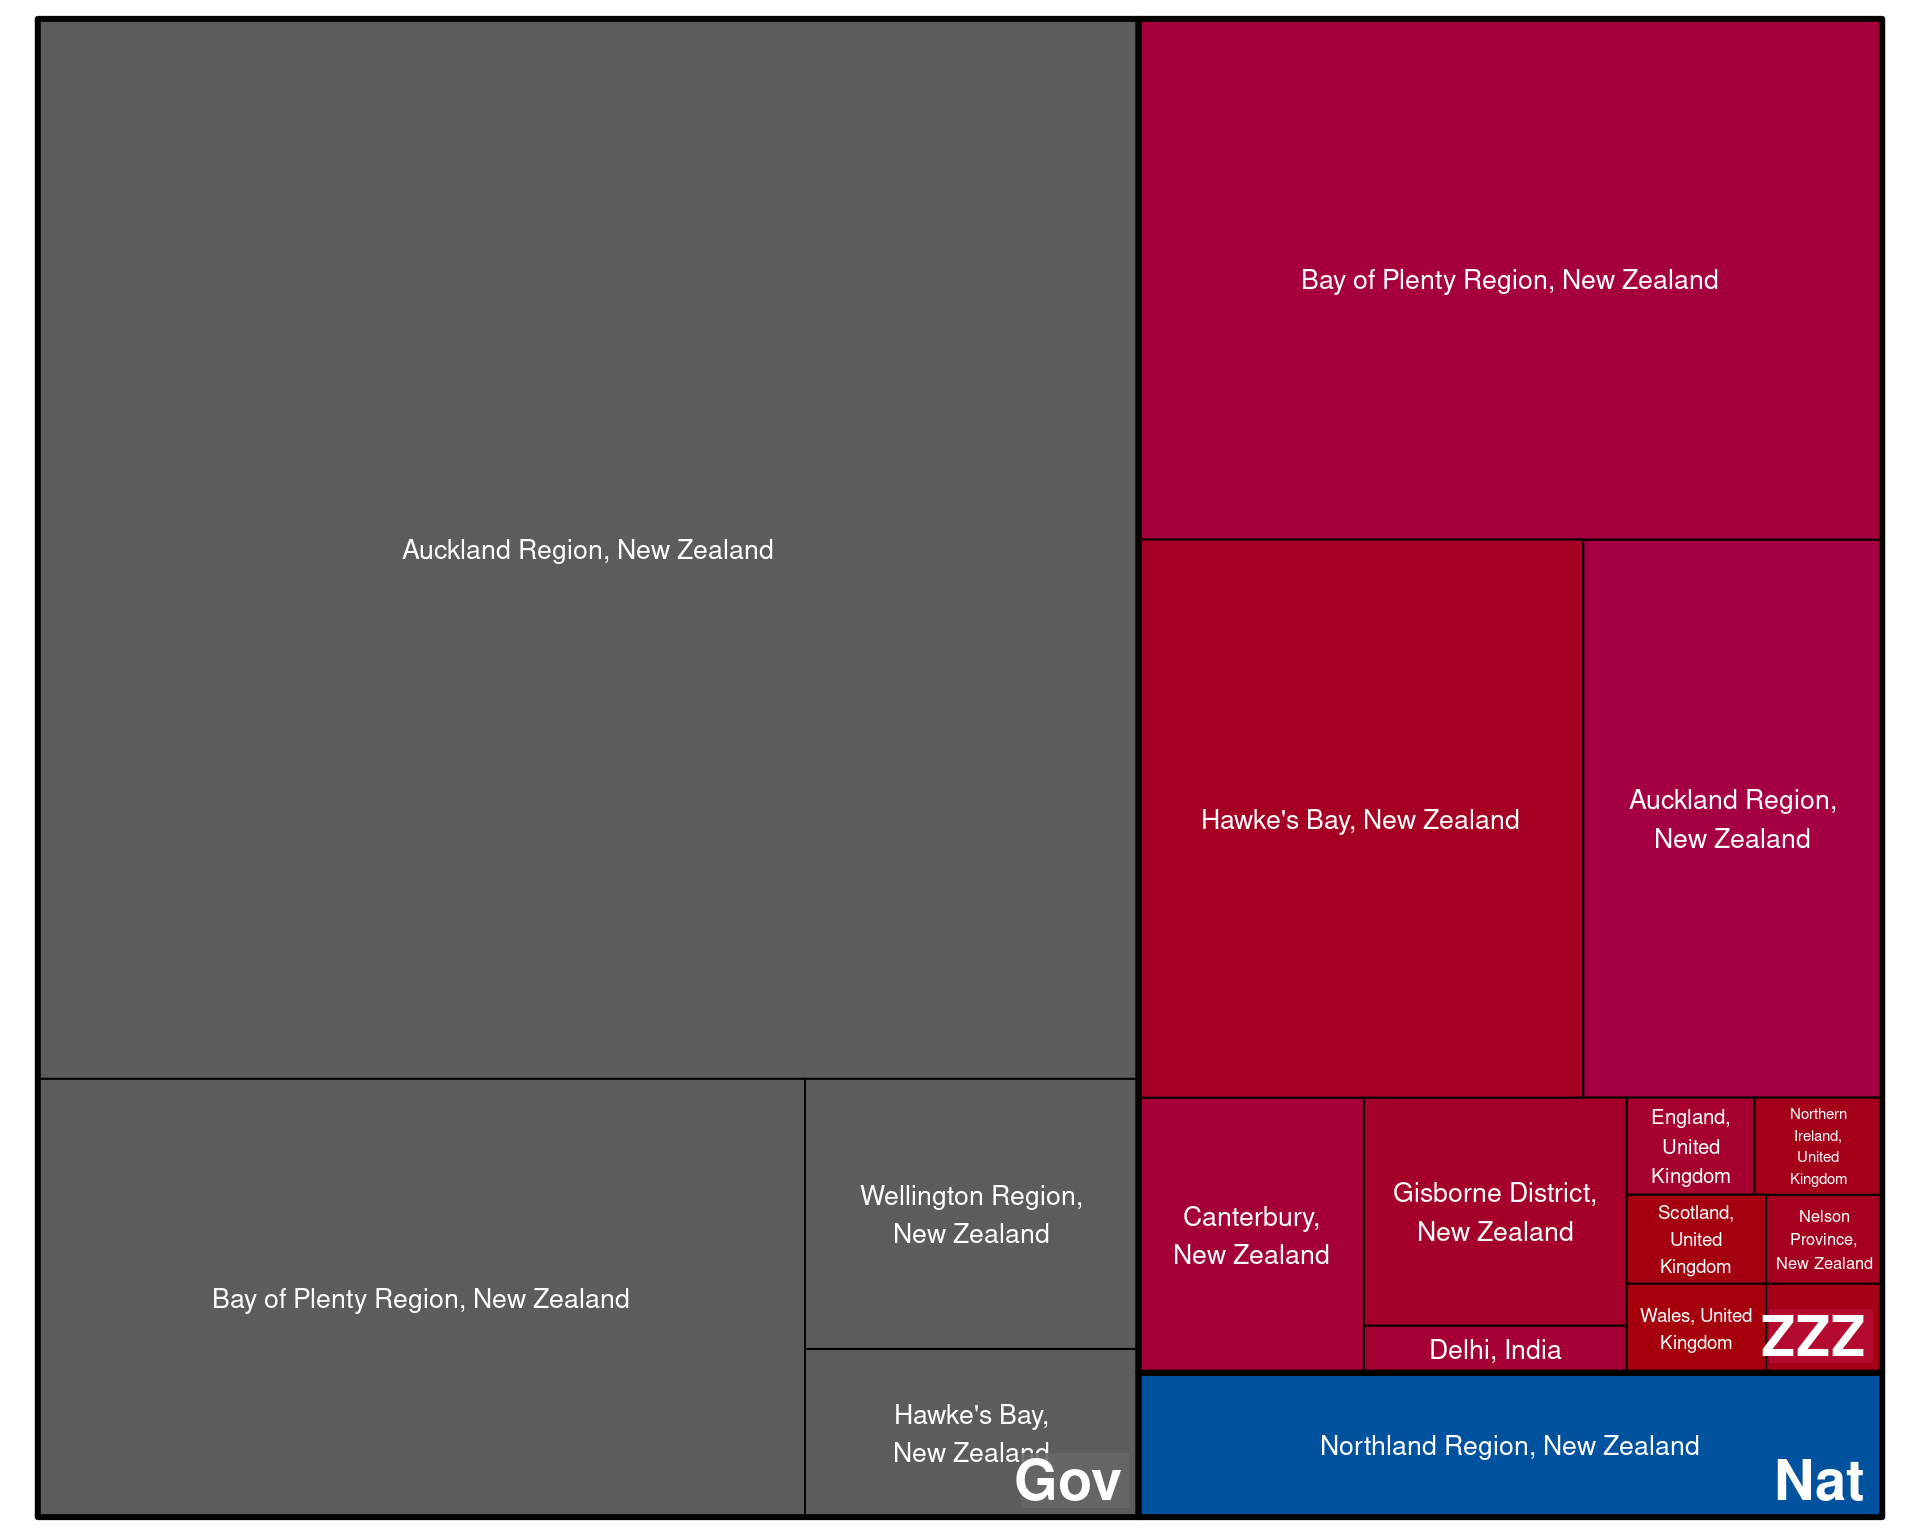 Auckland Region, New Zealand
Bay of Plenty Region, New Zealand
Wellington Region,
New Zealand
Hawke's Bay,
New Zealand
Gov
Bay of Plenty Region, New Zealand
Hawke's Bay, New Zealand
Auckland Region,
New Zealand
Canterbury,
New Zealand
Gisborne District,
New Zealand
Delhi, India
England,
United
Kingdom
Northern
Ireland,
United
Kingdom
Scotland,
United
Kingdom
Nelson
Province,
New Zealand
Wales, United
Kingdom
ZZZ
Northland Region, New Zealand
Nat